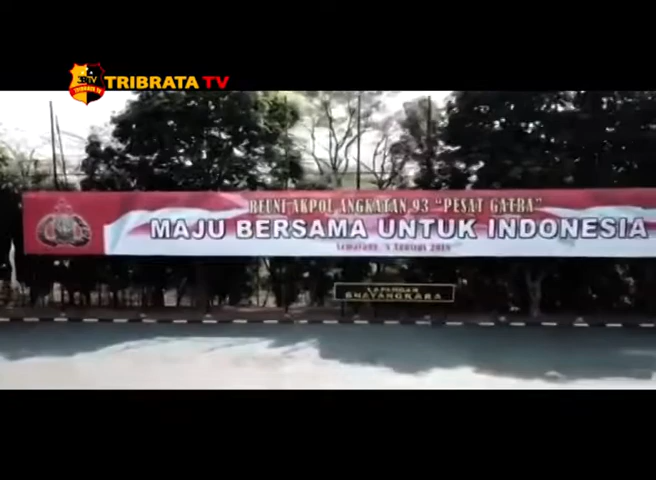 TRIBRATA TV
REUNI AKPOL ANGKATAN 93 "PESAT GATRA"
MAJU BERSAMA UNTUK INDONESIA
LAPANGAN
BHAYANGKARA